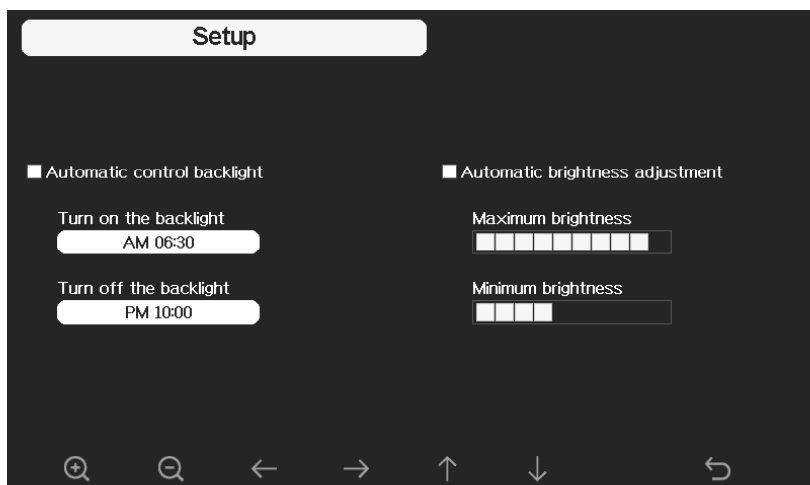 Setup
Automatic control backlight
Turn on the backlight
AM 06:30
Turn off the backlight
PM 10:00
Automatic brightness adjustment
Maximum brightness
Minimum brightness